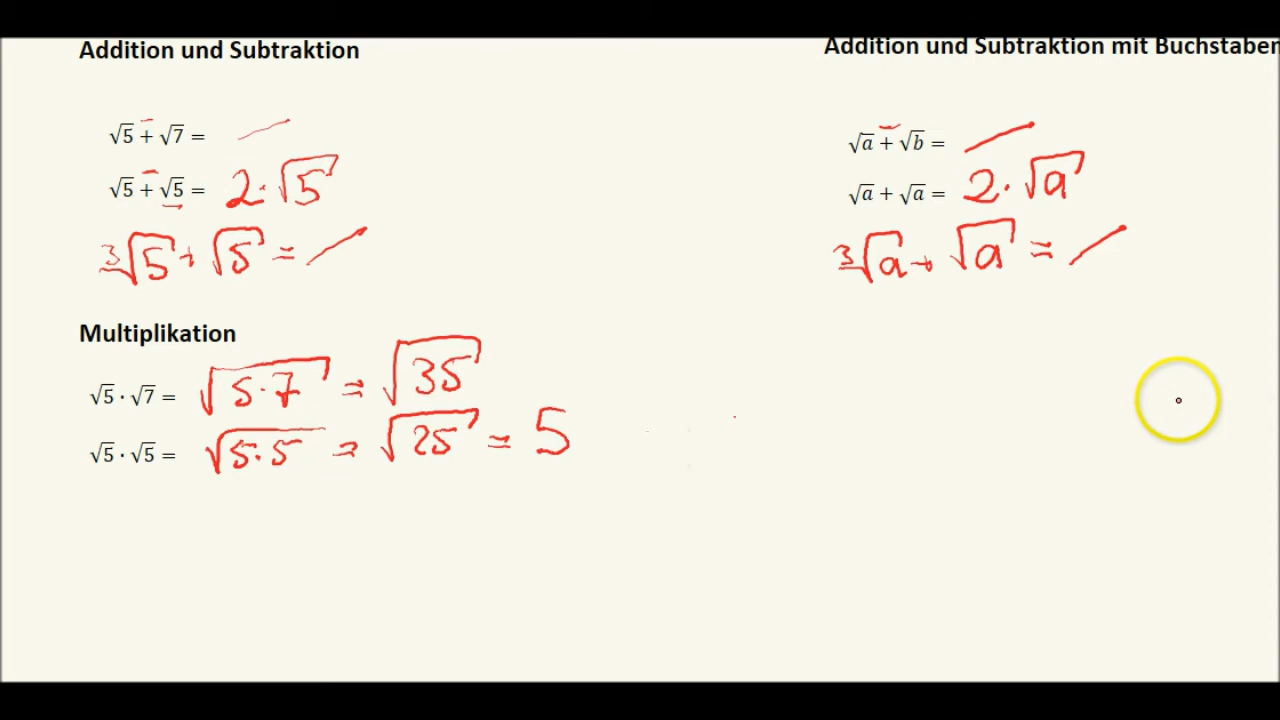 Addition und Subtraktion
√5 + √7 =
√5 + √5 = 2·√5
³√5 + √5 =
Multiplikation
√5 · √7 = √5·7 = √35
√5 · √5 = √5·5 = √25 = 5
Addition und Subtraktion mit Buchstaben
√a + √b =
√a + √a = 2·√a
³√a + √a =